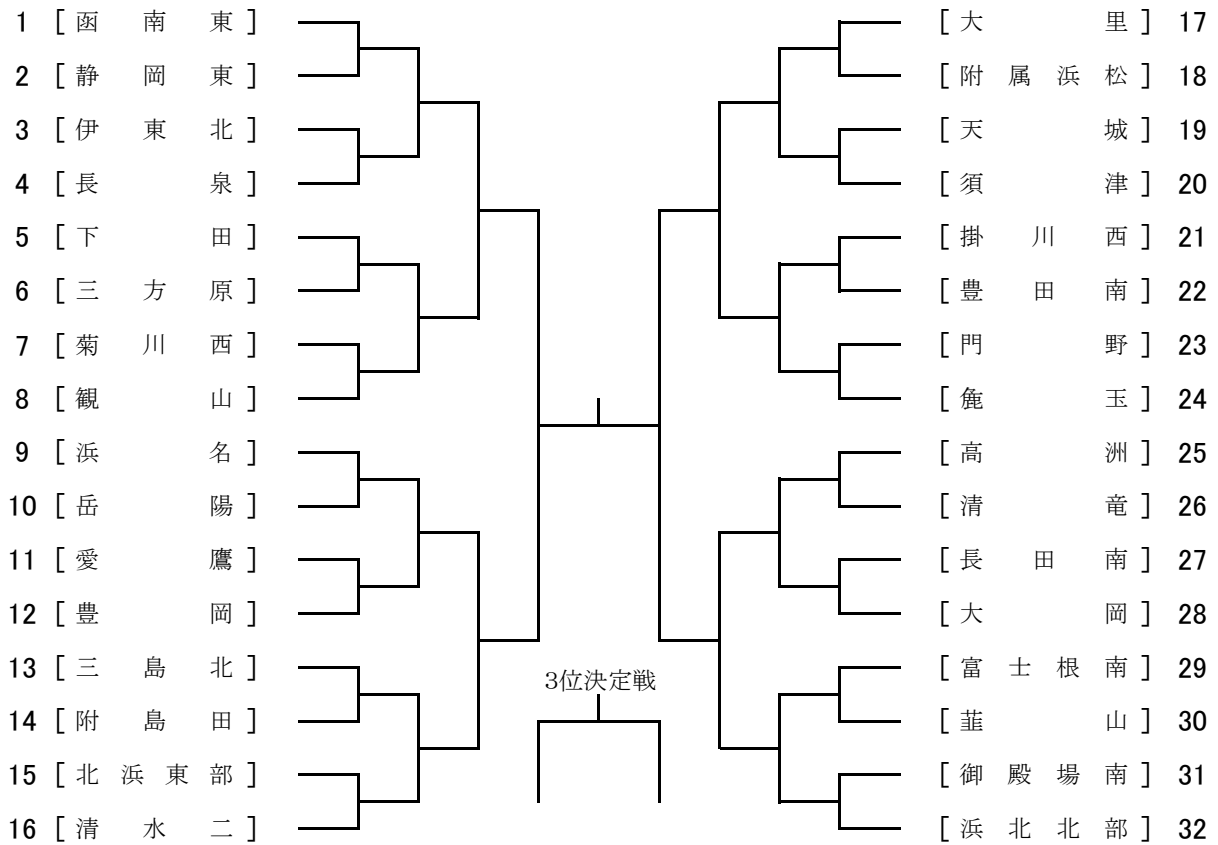 1 [ 函 南 東 ]
2 [ 静 岡 東 ]
3 [ 伊 東 北 ]
4 [ 長 泉 ]
5 [ 下 田 ]
6 [ 三 方 原 ]
7 [ 菊 川 西 ]
8 [ 観 山 ]
9 [ 浜 名 ]
10 [ 岳 陽 ]
11 [ 愛 鷹 ]
12 [ 豊 岡 ]
13 [ 三 島 北 ]
14 [ 附 島 田 ]
15 [ 北 浜 東 部 ]
16 [ 清 水 二 ]
3位決定戦
[ 大 里 ] 17
[ 附 属 浜 松 ] 18
[ 天 城 ] 19
[ 須 津 ] 20
[ 掛 川 西 ] 21
[ 豊 田 南 ] 22
[ 門 野 ] 23
[ 麁 玉 ] 24
[ 高 洲 ] 25
[ 清 竜 ] 26
[ 長 田 南 ] 27
[ 大 岡 ] 28
[ 富 士 根 南 ] 29
[ 韮 山 ] 30
[ 御 殿 場 南 ] 31
[ 浜 北 北 部 ] 32